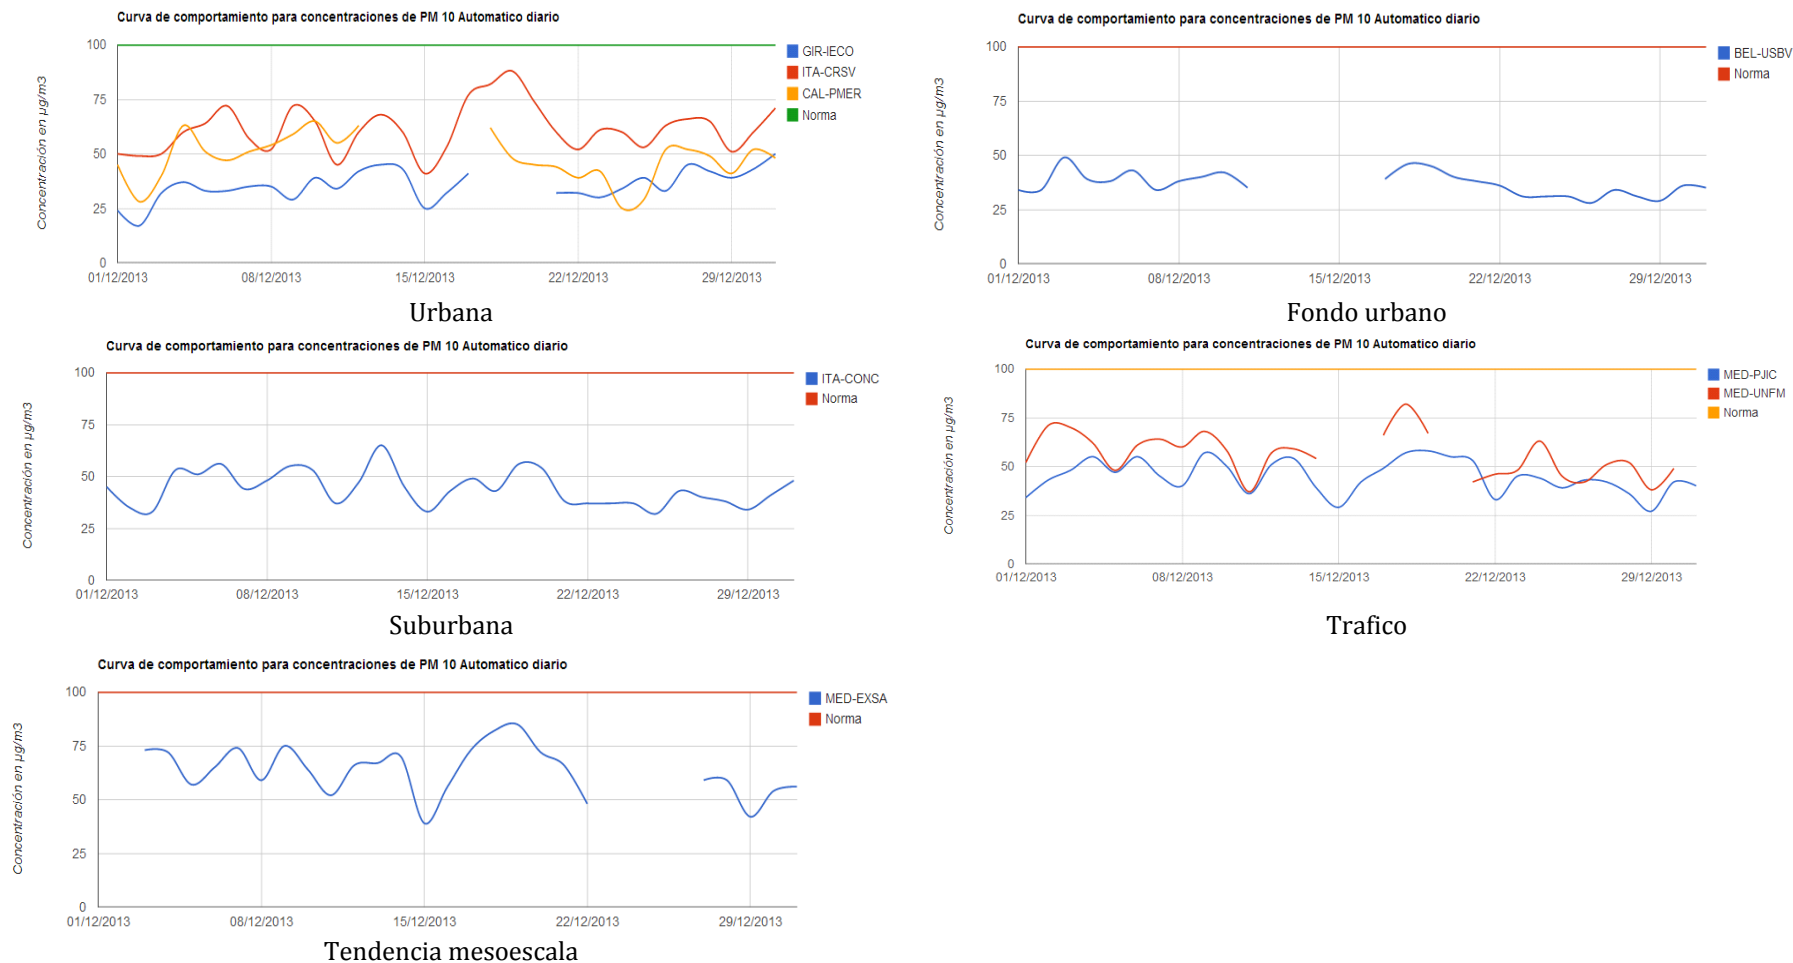 Curva de comportamiento para concentraciones de PM 10 Automatico diario
Concentración en µg/m3
100
75
50
25
0
01/12/2013 08/12/2013 15/12/2013 22/12/2013 29/12/2013
GIR-IECO
ITA-CRSV
CAL-PMER
Norma
Urbana
Curva de comportamiento para concentraciones de PM 10 Automatico diario
Concentración en µg/m3
100
75
50
25
0
01/12/2013 08/12/2013 15/12/2013 22/12/2013 29/12/2013
BEL-USBV
Norma
Fondo urbano
Curva de comportamiento para concentraciones de PM 10 Automatico diario
Concentración en µg/m3
100
75
50
25
0
01/12/2013 08/12/2013 15/12/2013 22/12/2013 29/12/2013
ITA-CONC
Norma
Suburbana
Curva de comportamiento para concentraciones de PM 10 Automatico diario
Concentración en µg/m3
100
75
50
25
0
01/12/2013 08/12/2013 15/12/2013 22/12/2013 29/12/2013
MED-PJIC
MED-UNFM
Norma
Trafico
Curva de comportamiento para concentraciones de PM 10 Automatico diario
Concentración en µg/m3
100
75
50
25
0
01/12/2013 08/12/2013 15/12/2013 22/12/2013 29/12/2013
MED-EXSA
Norma
Tendencia mesoescala